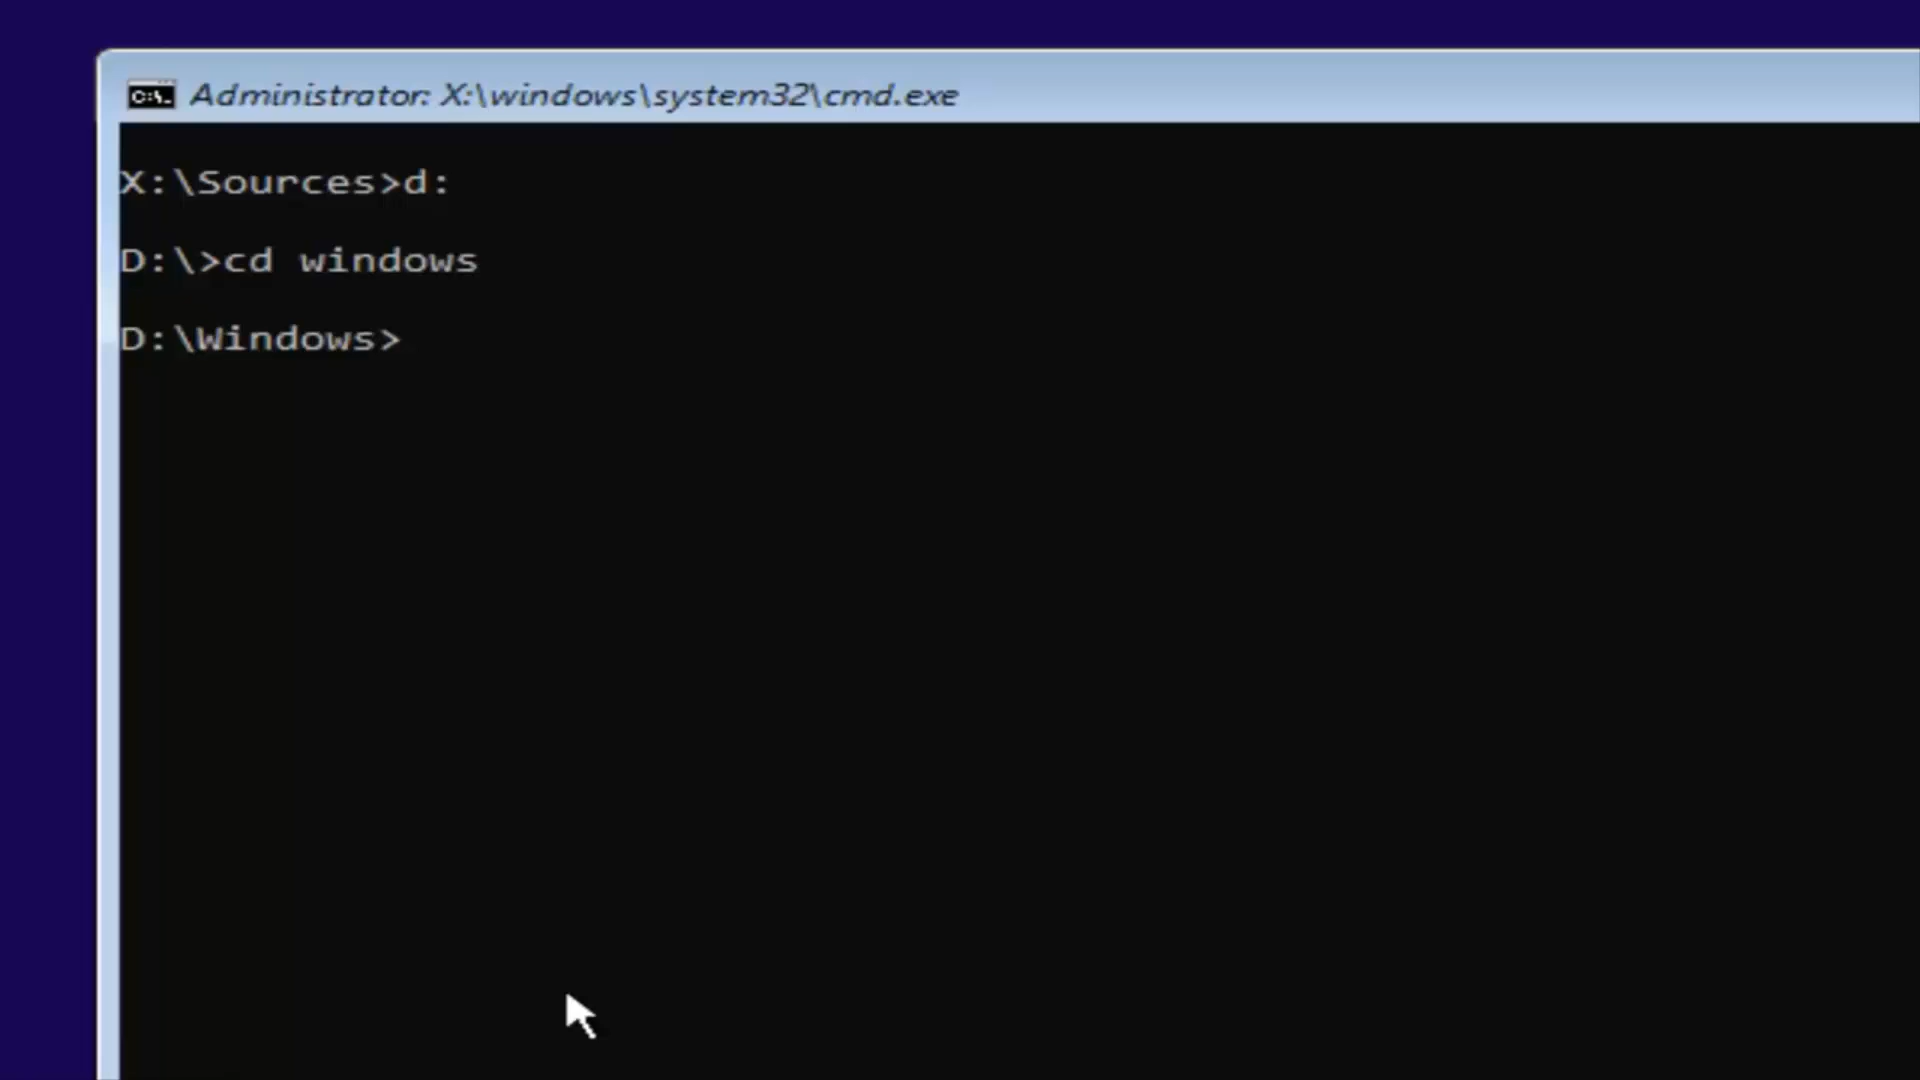 C:\.
Administrator: X:\windows\system32\cmd.exe
X:\Sources>d:
D:\>cd windows
D:\Windows>